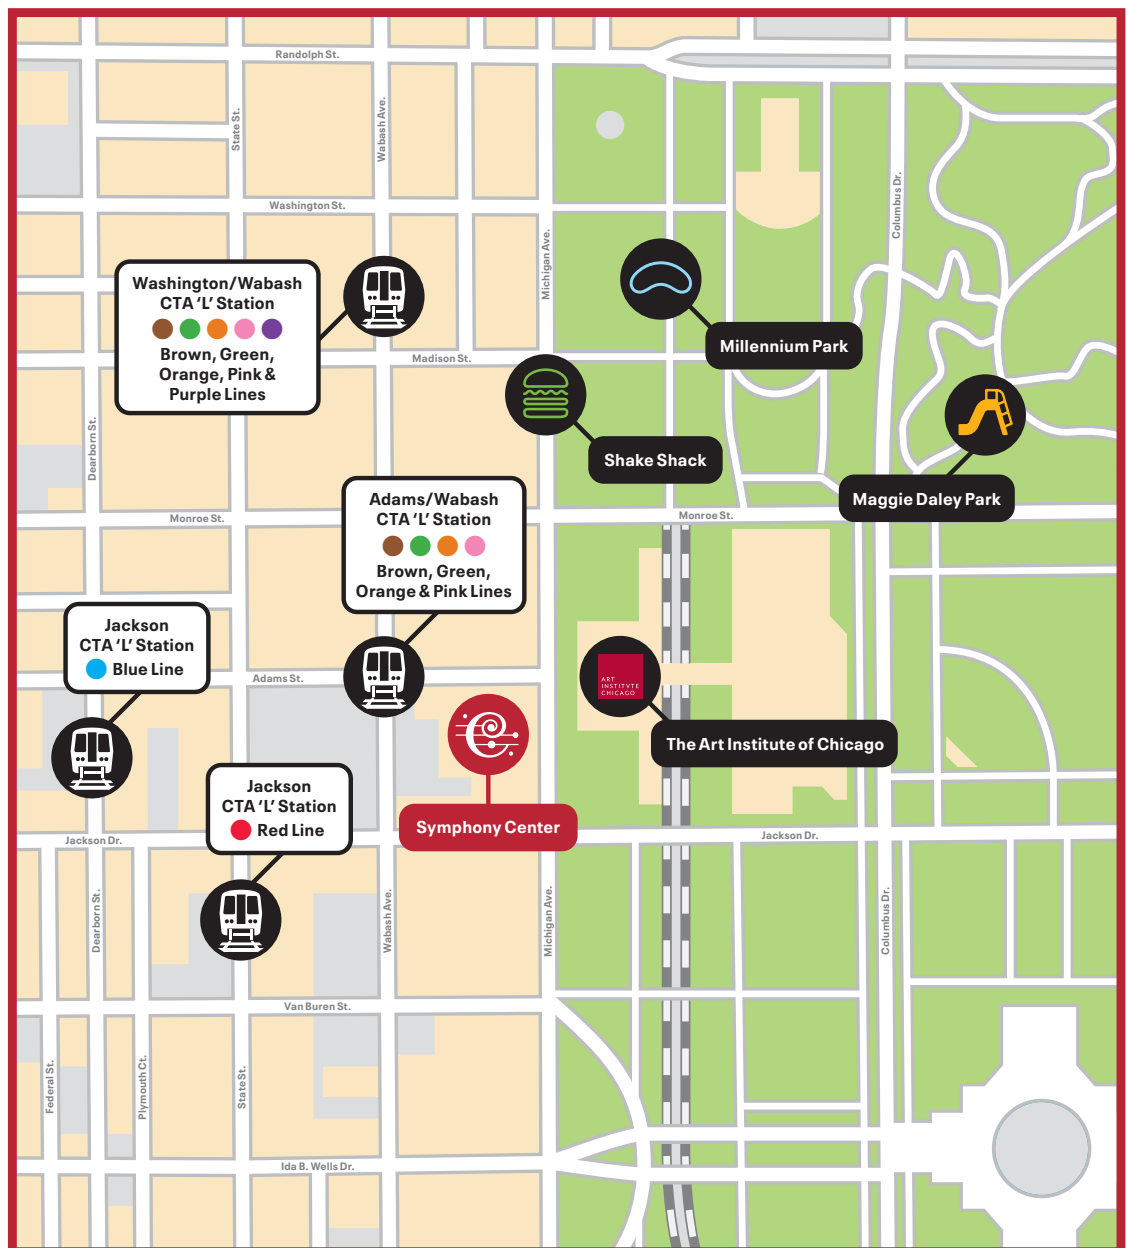 Randolph St.
State St.
Wabash Ave.
Columbus Dr.
Washington St.
Michigan Ave.
Washington/Wabash
CTA ‘L’ Station
Brown, Green,
Orange, Pink &
Purple Lines
Millennium Park
Madison St.
Dearborn St.
Shake Shack
Maggie Daley Park
Adams/Wabash
CTA ‘L’ Station
Brown, Green,
Orange & Pink Lines
Monroe St.
Monroe St.
Jackson
CTA ‘L’ Station
Blue Line
Adams St.
ART
INSTITVTE
CHICAGO
The Art Institute of Chicago
Jackson
CTA ‘L’ Station
Red Line
Symphony Center
Jackson Dr.
Jackson Dr.
Dearborn St.
Wabash Ave.
Michigan Ave.
Columbus Dr.
Van Buren St.
Federal St.
Plymouth Ct.
State St.
Ida B. Wells Dr.